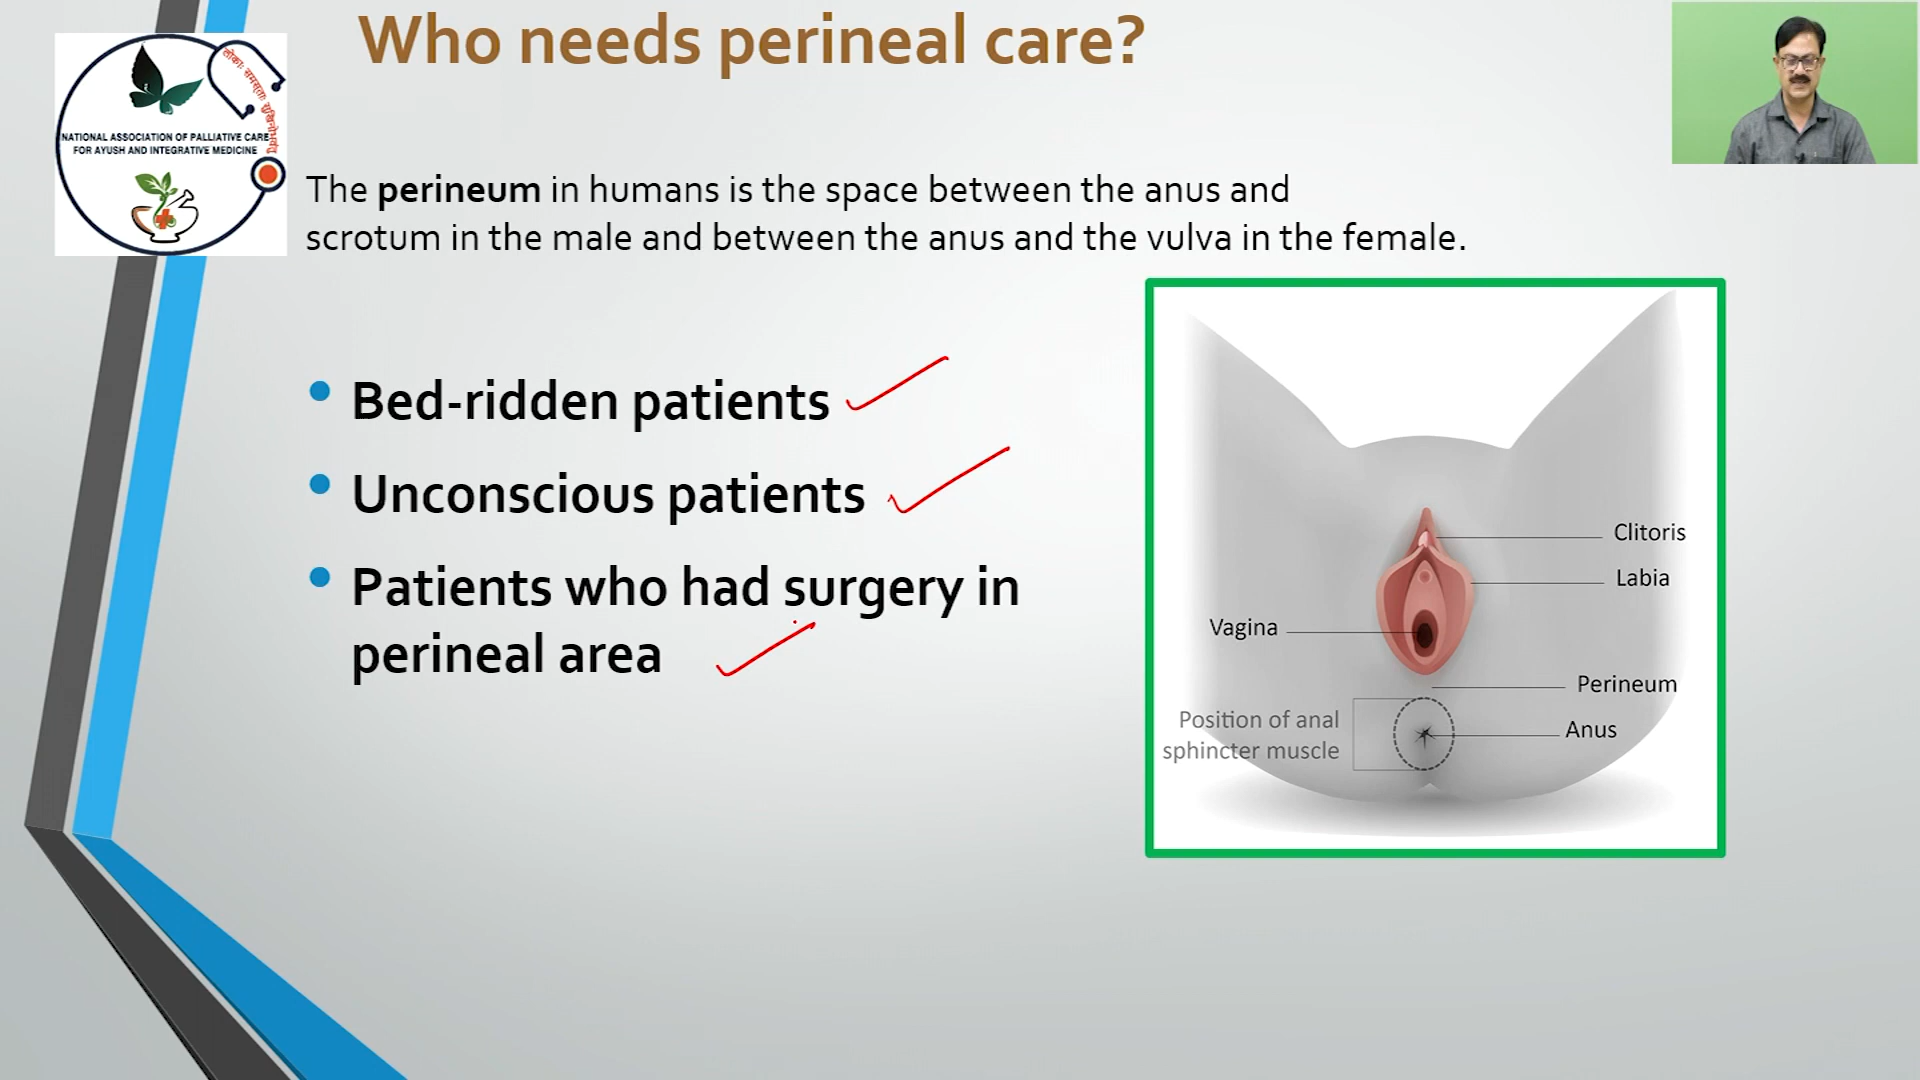 Who needs perineal care?
NATIONAL ASSOCIATION OF PALLIATIVE CARE
FOR AYUSH AND INTEGRATIVE MEDICINE
The perineum in humans is the space between the anus and
scrotum in the male and between the anus and the vulva in the female.
• Bed-ridden patients
• Unconscious patients
• Patients who had surgery in
perineal area
Clitoris
Labia
Vagina
Perineum
Position of anal
sphincter muscle
Anus